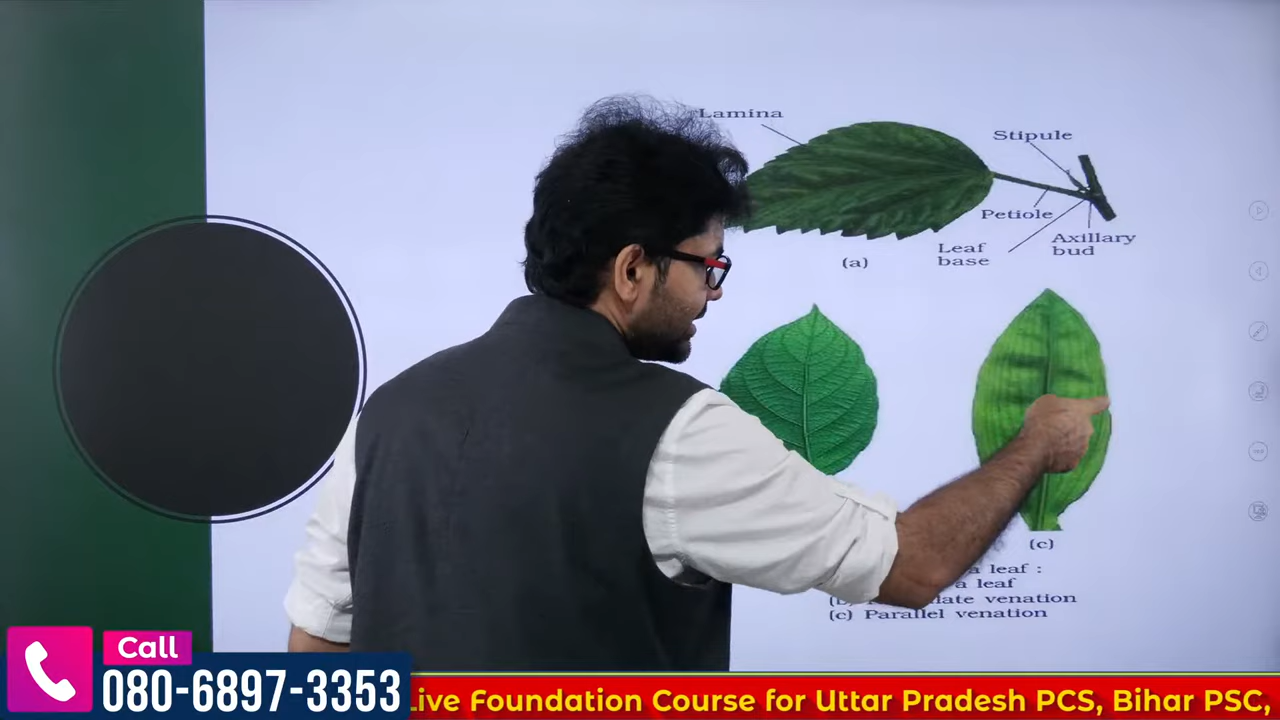 Lamina
Stipule
Petiole
Leaf
base
Axillary
bud
(a)
(c)
a leaf :
a leaf
late venation
(c) Parallel venation
Call
080-6897-3353
Live Foundation Course for Uttar Pradesh PCS, Bihar PSC,